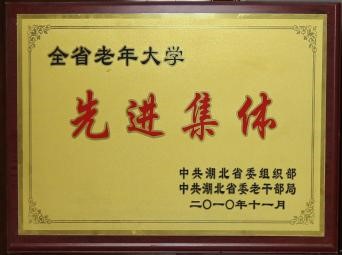 全省老年大学
先进集体
中共湖北省委组织部
中共湖北省委老干部局
二〇一〇年十一月